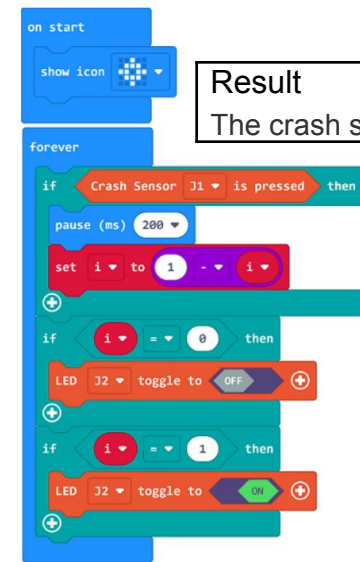 on start
show icon
Result
The crash s
forever
if Crash Sensor J1 is pressed then
pause (ms) 200
set i to 1 - i
if i = 0 then
LED J2 toggle to OFF
if i = 1 then
LED J2 toggle to ON